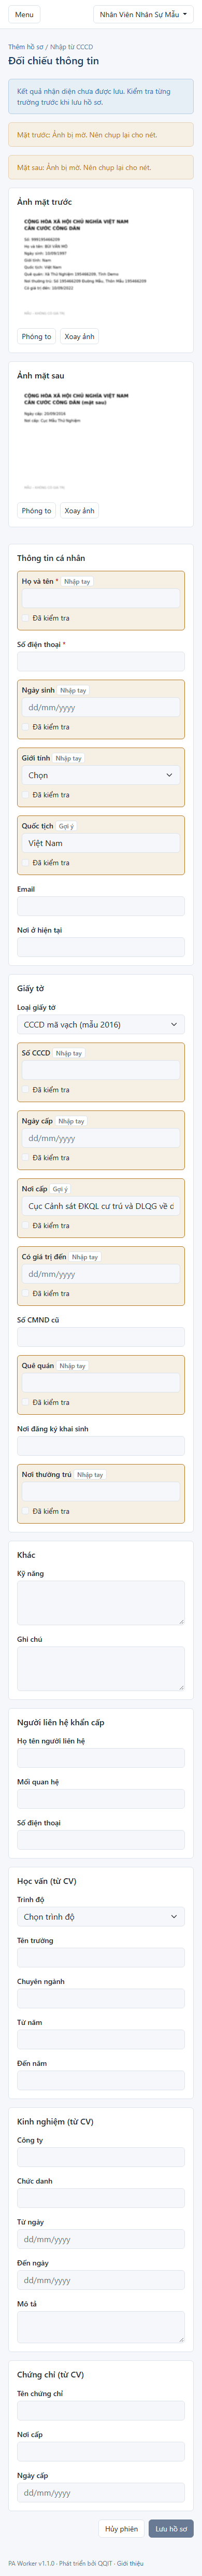 Menu
Nhân Viên Nhân Sự Mẫu
Thêm hồ sơ / Nhập từ CCCD
Đối chiếu thông tin
Kết quả nhận diện chưa được lưu. Kiểm tra từng trường trước khi lưu hồ sơ.
Mặt trước: Ảnh bị mờ. Nên chụp lại cho nét.
Mặt sau: Ảnh bị mờ. Nên chụp lại cho nét.
Ảnh mặt trước
CỘNG HÒA XÃ HỘI CHỦ NGHĨA VIỆT NAM
CĂN CƯỚC CÔNG DÂN
Phóng to
Xoay ảnh
Ảnh mặt sau
CỘNG HÒA XÃ HỘI CHỦ NGHĨA VIỆT NAM
CĂN CƯỚC CÔNG DÂN (mặt sau)
Phóng to
Xoay ảnh
Thông tin cá nhân
Họ và tên * Nhập tay
Đã kiểm tra
Số điện thoại *
Ngày sinh Nhập tay
dd/mm/yyyy
Đã kiểm tra
Giới tính Nhập tay
Chọn
Đã kiểm tra
Quốc tịch Gợi ý
Việt Nam
Đã kiểm tra
Email
Nơi ở hiện tại
Giấy tờ
Loại giấy tờ
CCCD mã vạch (mẫu 2016)
Số CCCD Nhập tay
Đã kiểm tra
Ngày cấp Nhập tay
dd/mm/yyyy
Đã kiểm tra
Nơi cấp Gợi ý
Cục Cảnh sát ĐKQL cư trú và DLQG về d
Đã kiểm tra
Có giá trị đến Nhập tay
dd/mm/yyyy
Đã kiểm tra
Số CMND cũ
Quê quán Nhập tay
Đã kiểm tra
Nơi đăng ký khai sinh
Nơi thường trú Nhập tay
Đã kiểm tra
Khác
Kỹ năng
Ghi chú
Người liên hệ khẩn cấp
Họ tên người liên hệ
Mối quan hệ
Số điện thoại
Học vấn (từ CV)
Trình độ
Chọn trình độ
Tên trường
Chuyên ngành
Từ năm
Đến năm
Kinh nghiệm (từ CV)
Công ty
Chức danh
Từ ngày
dd/mm/yyyy
Đến ngày
dd/mm/yyyy
Mô tả
Chứng chỉ (từ CV)
Tên chứng chỉ
Nơi cấp
Ngày cấp
dd/mm/yyyy
Hủy phiên
Lưu hồ sơ
PA Worker v1.1.0 · Phát triển bởi QQIT · Giới thiệu